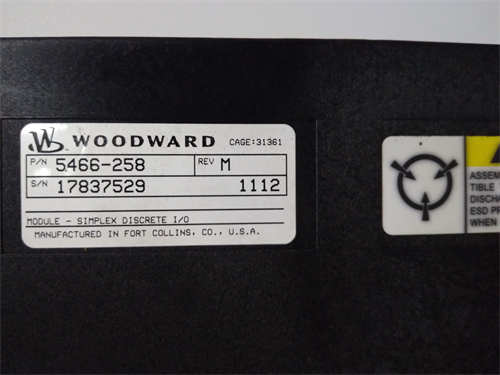 WOODWARD CAGE:31361
P/N 5466-258 REV M
S/N 17837529 1112
MODULE - SIMPLEX DISCRETE I/O
MANUFACTURED IN FORT COLLINS, CO., U.S.A.
ASSEM
TIBLE
DISCHA
ESD PR
WHEN